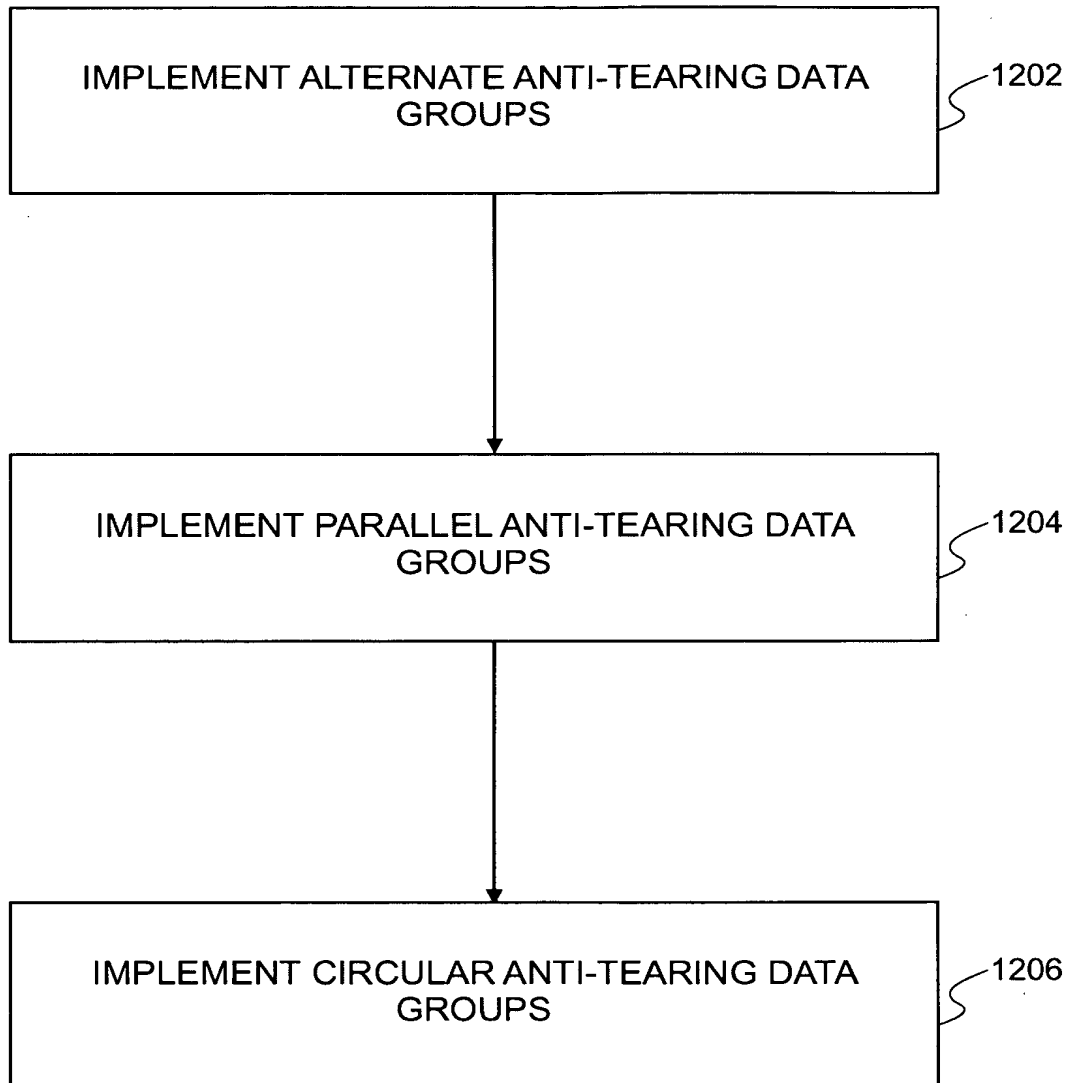 IMPLEMENT ALTERNATE ANTI-TEARING DATA
GROUPS
1202
IMPLEMENT PARALLEL ANTI-TEARING DATA
GROUPS
1204
IMPLEMENT CIRCULAR ANTI-TEARING DATA
GROUPS
1206